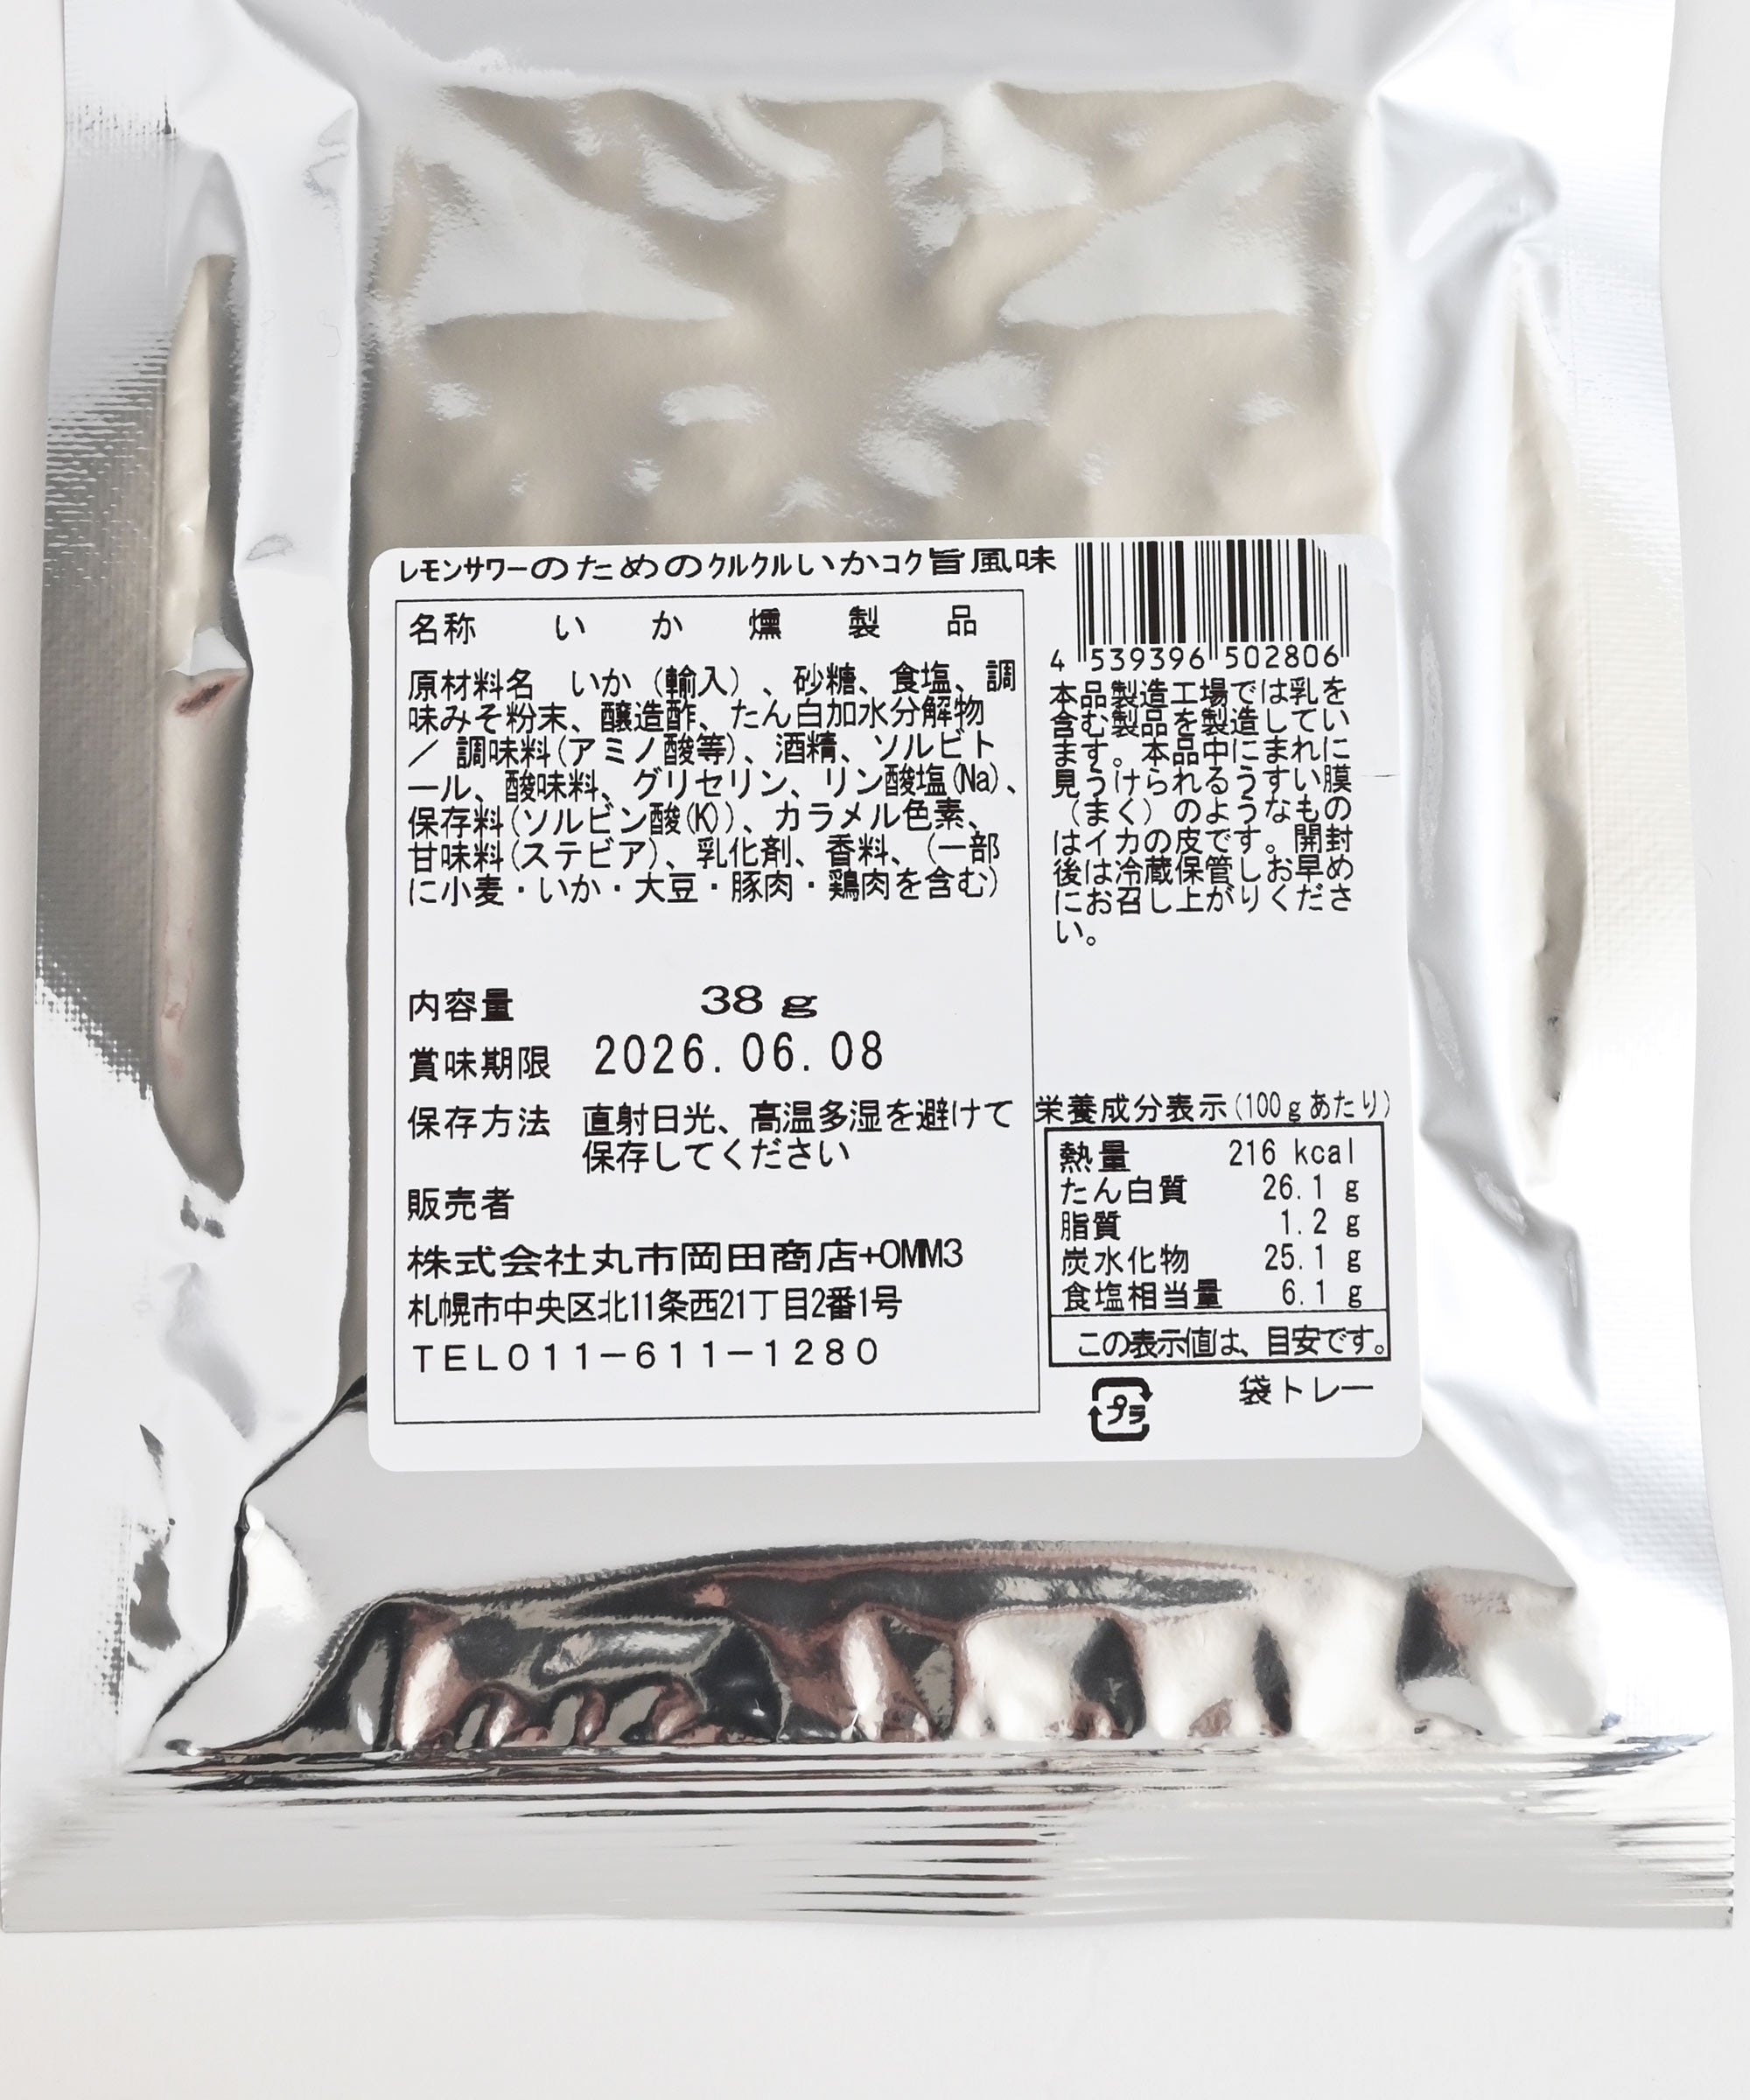 レモンサワーのためのクルクルいかコク旨風味
名称 いか燻製品
原材料名 いか（輸入）、砂糖、食塩、調
味みそ粉末、醸造酢、たん白加水分解物
／調味料(アミノ酸等)、酒精、ソルビト
ール、酸味料、グリセリン、リン酸塩(Na)、
保存料(ソルビン酸(K))、カラメル色素、
甘味料(ステビア)、乳化剤、香料、(一部
に小麦・いか・大豆・豚肉・鶏肉を含む)
内容量 38 g
賞味期限 2026.06.08
保存方法 直射日光、高温多湿を避けて
保存してください
販売者
株式会社丸市岡田商店+OMM3
札幌市中央区北11条西21丁目2番1号
TEL011－611－1280
4 539396 502806
本品製造工場では乳を
含む製品を製造してい
ます。本品中にまれに
見うけられるうすい膜
（まく）のようなもの
はイカの皮です。開封
後は冷蔵保管しお早め
にお召し上がりくださ
い。
栄養成分表示(100gあたり)
熱量 216 kcal
たん白質 26.1 g
脂質 1.2 g
炭水化物 25.1 g
食塩相当量 6.1 g
この表示値は、目安です。
プラ 袋トレー